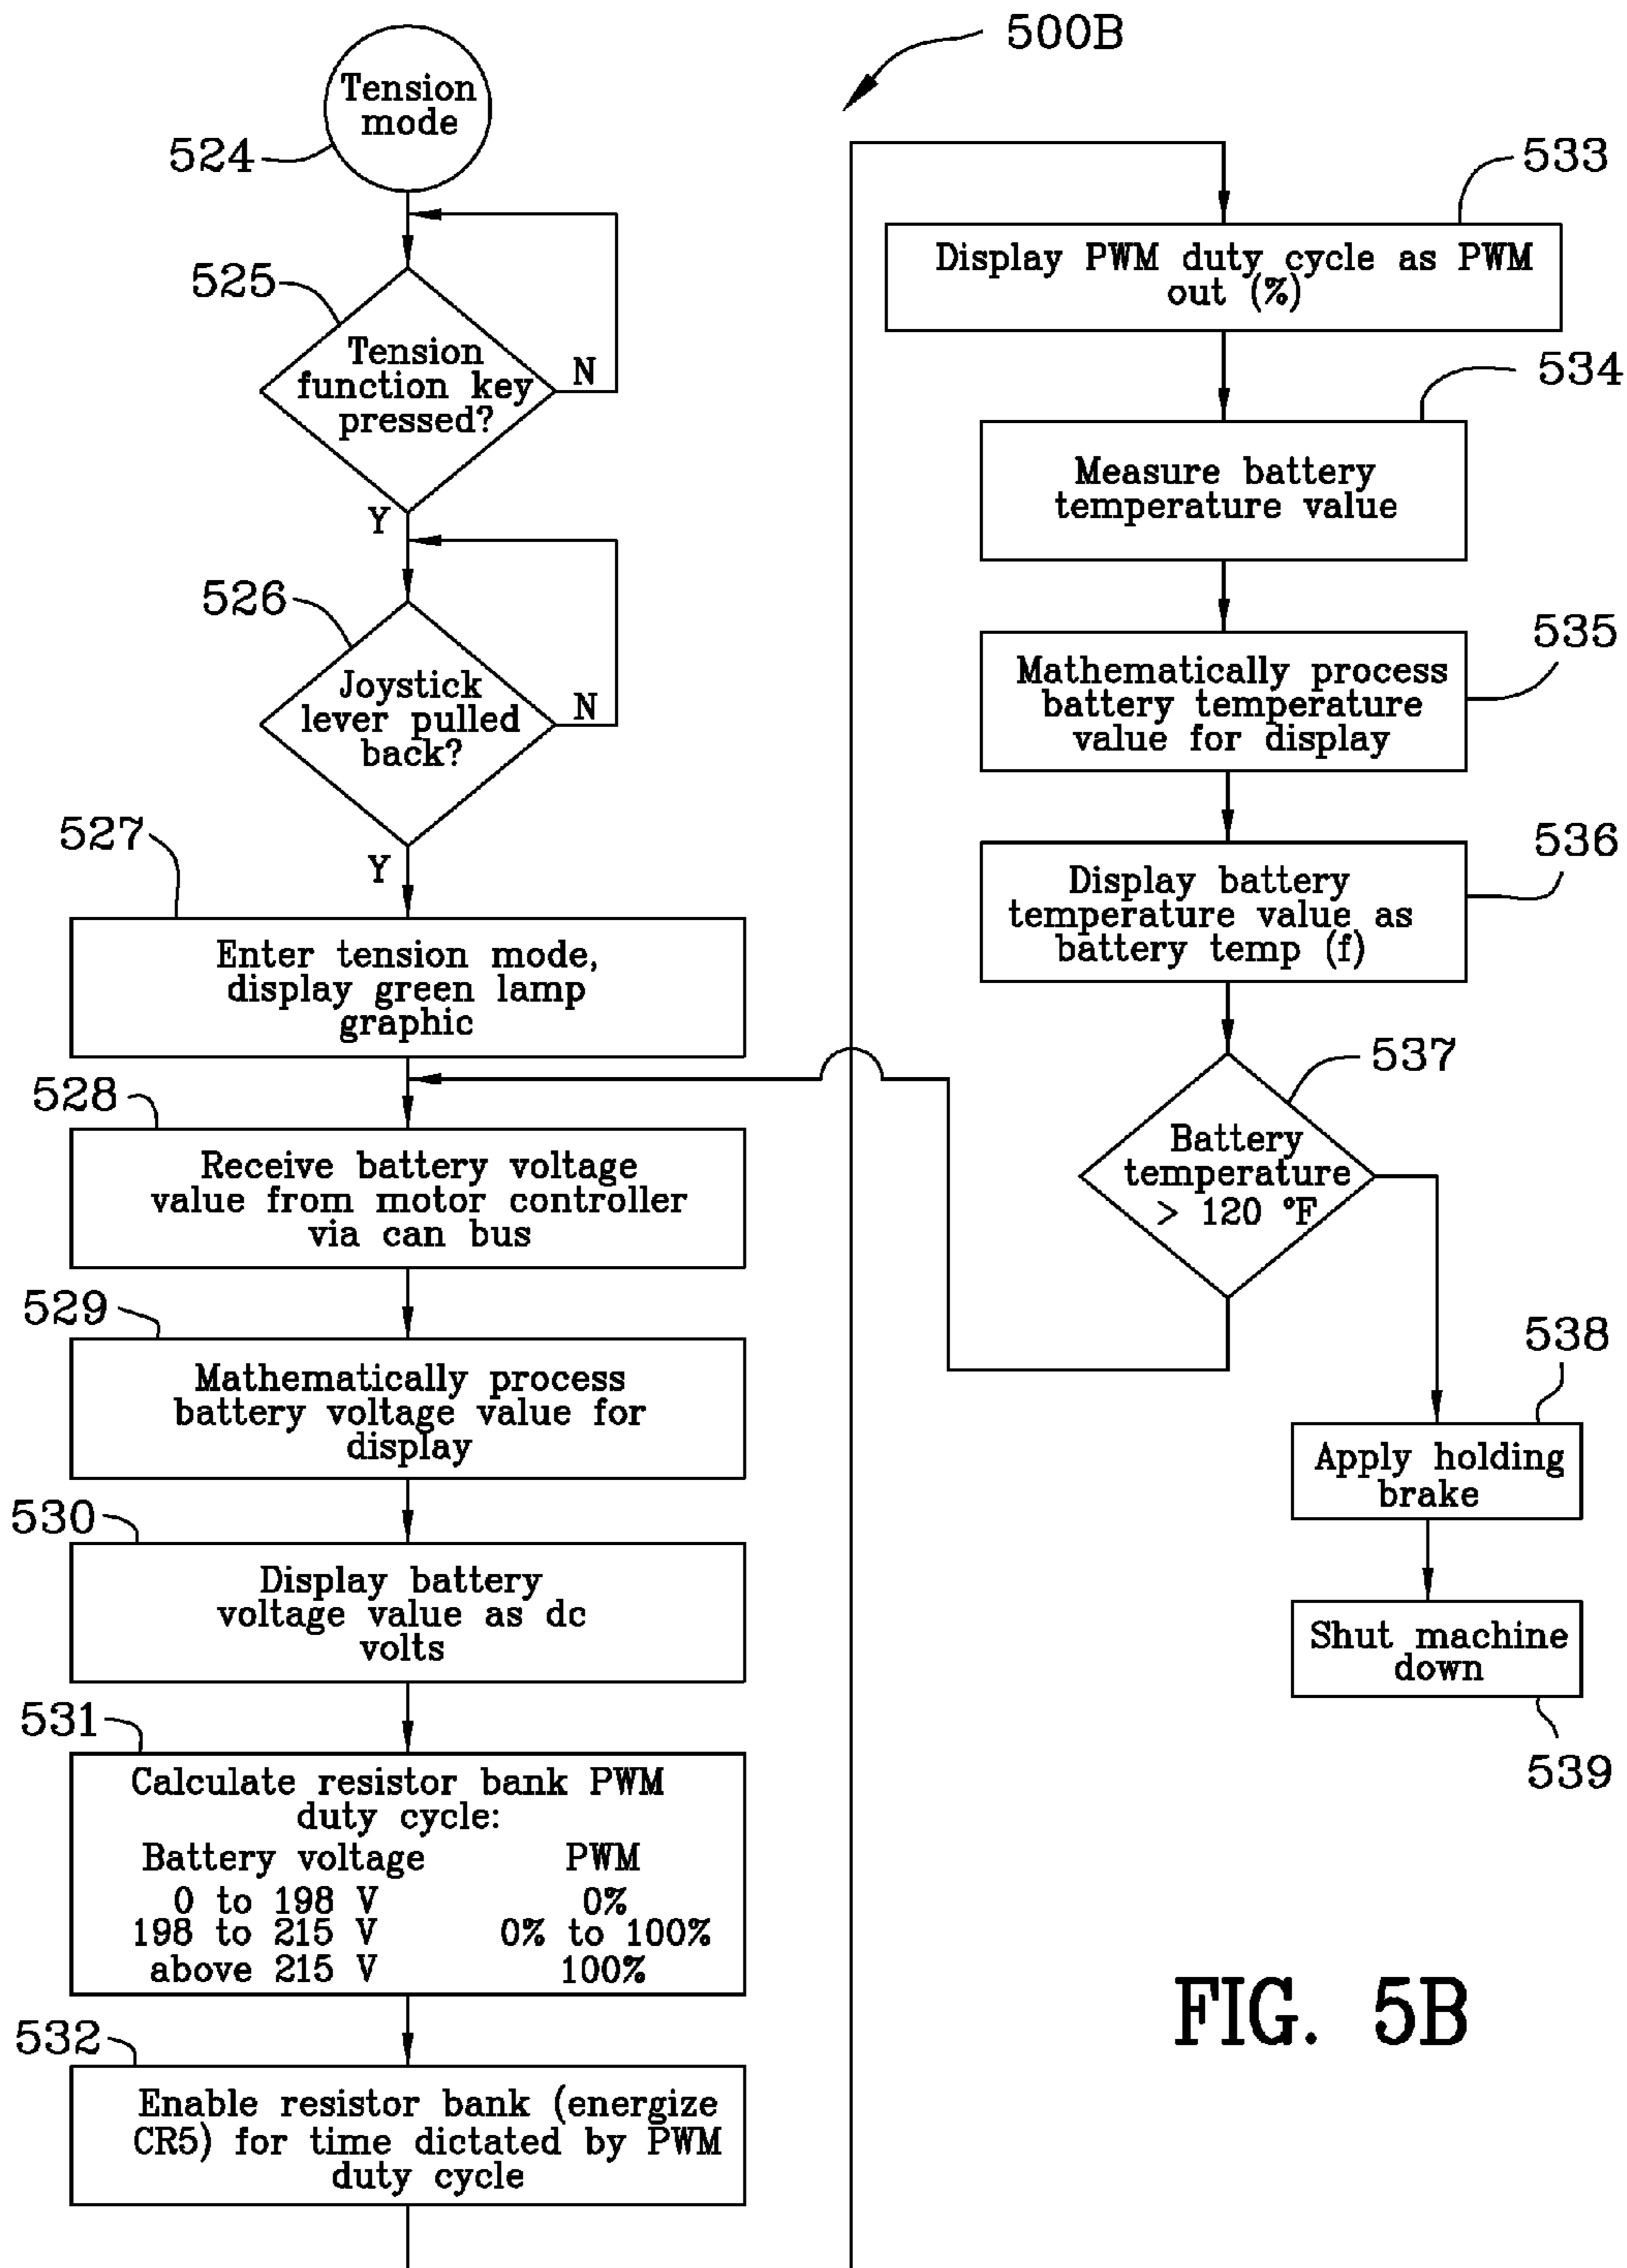 500B
Tension
mode
524
525
Tension
function key
pressed?
N
Y
526
Joystick
lever pulled
back?
N
Y
527
Enter tension mode,
display green lamp
graphic
528
Receive battery voltage
value from motor controller
via can bus
529
Mathematically process
battery voltage value for
display
530
Display battery
voltage value as dc
volts
531
Calculate resistor bank PWM
duty cycle:
Battery voltage PWM
0 to 198 V 0%
198 to 215 V 0% to 100%
above 215 V 100%
532
Enable resistor bank (energize
CR5) for time dictated by PWM
duty cycle
533
Display PWM duty cycle as PWM
out (%)
534
Measure battery
temperature value
535
Mathematically process
battery temperature
value for display
536
Display battery
temperature value as
battery temp (f)
537
Battery
temperature
> 120 °F
538
Apply holding
brake
Shut machine
down
539
FIG. 5B